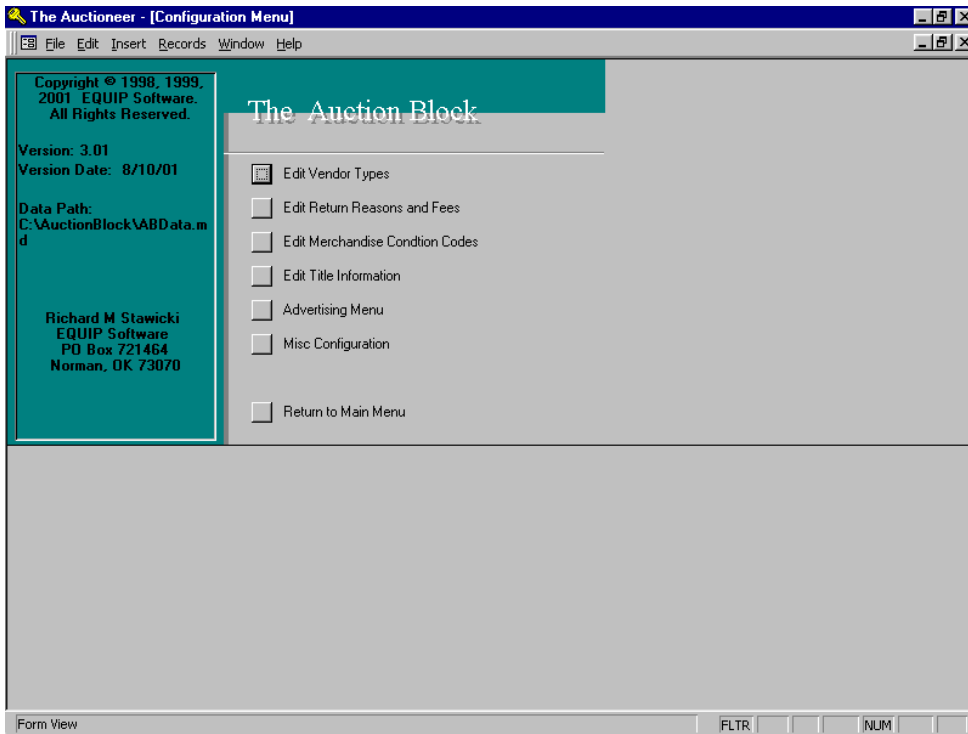 The Auctioneer - [Configuration Menu]
File Edit Insert Records Window Help
Copyright © 1998, 1999,
2001 EQUIP Software.
All Rights Reserved.
Version: 3.01
Version Date: 8/10/01
Data Path:
C:\AuctionBlock\ABData.m
d
Richard M Stawicki
EQUIP Software
PO Box 721464
Norman, OK 73070
The Auction Block
Edit Vendor Types
Edit Return Reasons and Fees
Edit Merchandise Condtion Codes
Edit Title Information
Advertising Menu
Misc Configuration
Return to Main Menu
Form View
FLTR
NUM